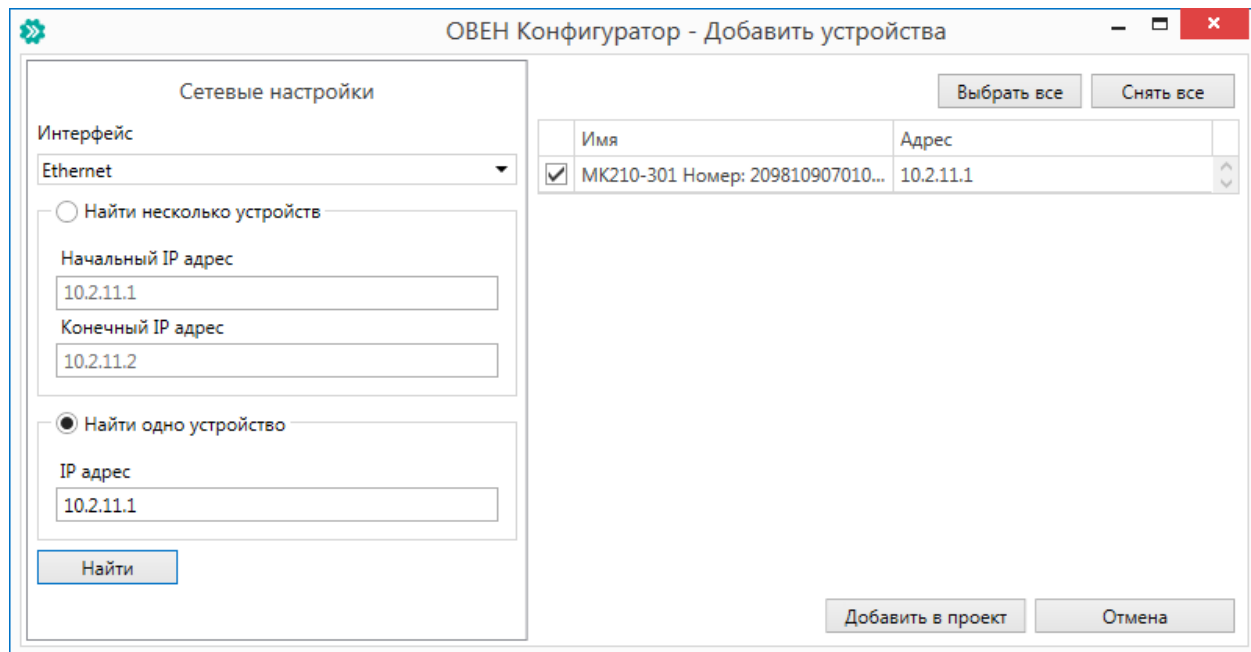 ОВЕН Конфигуратор - Добавить устройства
Сетевые настройки
Интерфейс
Ethernet
Найти несколько устройств
Начальный IP адрес
10.2.11.1
Конечный IP адрес
10.2.11.2
Найти одно устройство
IP адрес
10.2.11.1
Найти
Выбрать все Снять все
Имя Адрес
МК210-301 Номер: 209810907010... 10.2.11.1
Добавить в проект Отмена